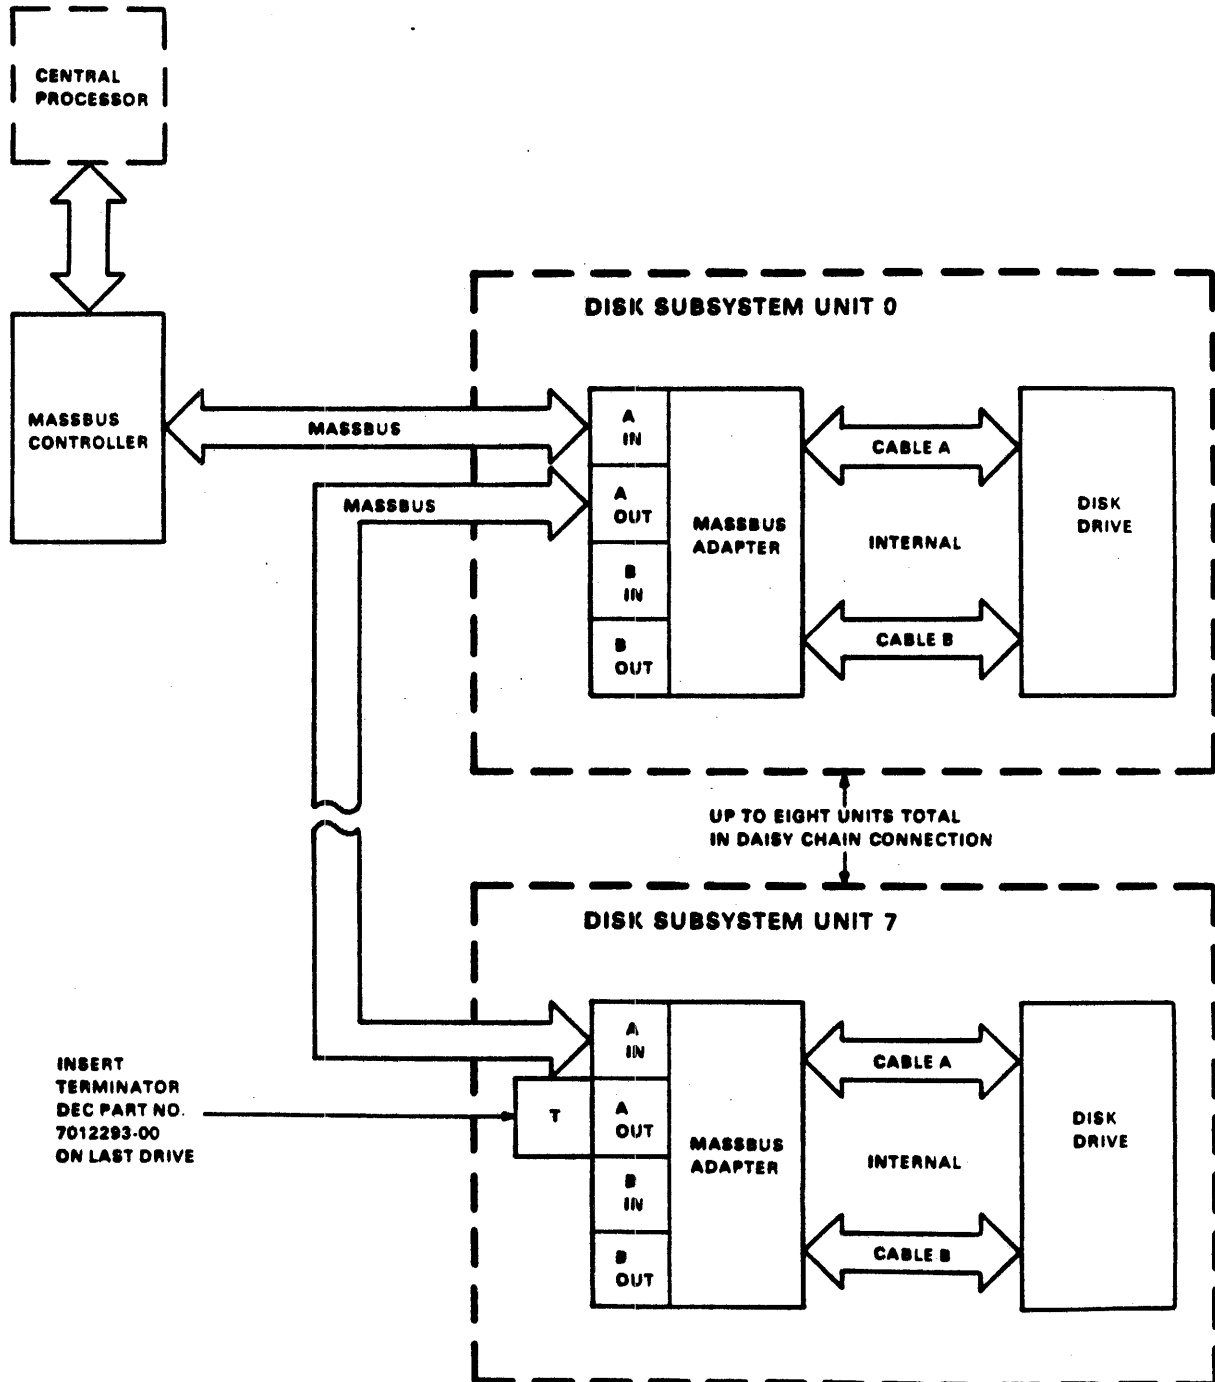 CENTRAL
PROCESSOR
MASSBUS
CONTROLLER
MASSBUS
MASSBUS
DISK SUBSYSTEM UNIT 0
A
IN
A
OUT
B
IN
B
OUT
MASSBUS
ADAPTER
CABLE A
INTERNAL
CABLE B
DISK
DRIVE
UP TO EIGHT UNITS TOTAL
IN DAISY CHAIN CONNECTION
DISK SUBSYSTEM UNIT 7
INSERT
TERMINATOR
DEC PART NO.
7012293-00
ON LAST DRIVE
T
A
IN
A
OUT
B
IN
B
OUT
MASSBUS
ADAPTER
CABLE A
INTERNAL
CABLE B
DISK
DRIVE